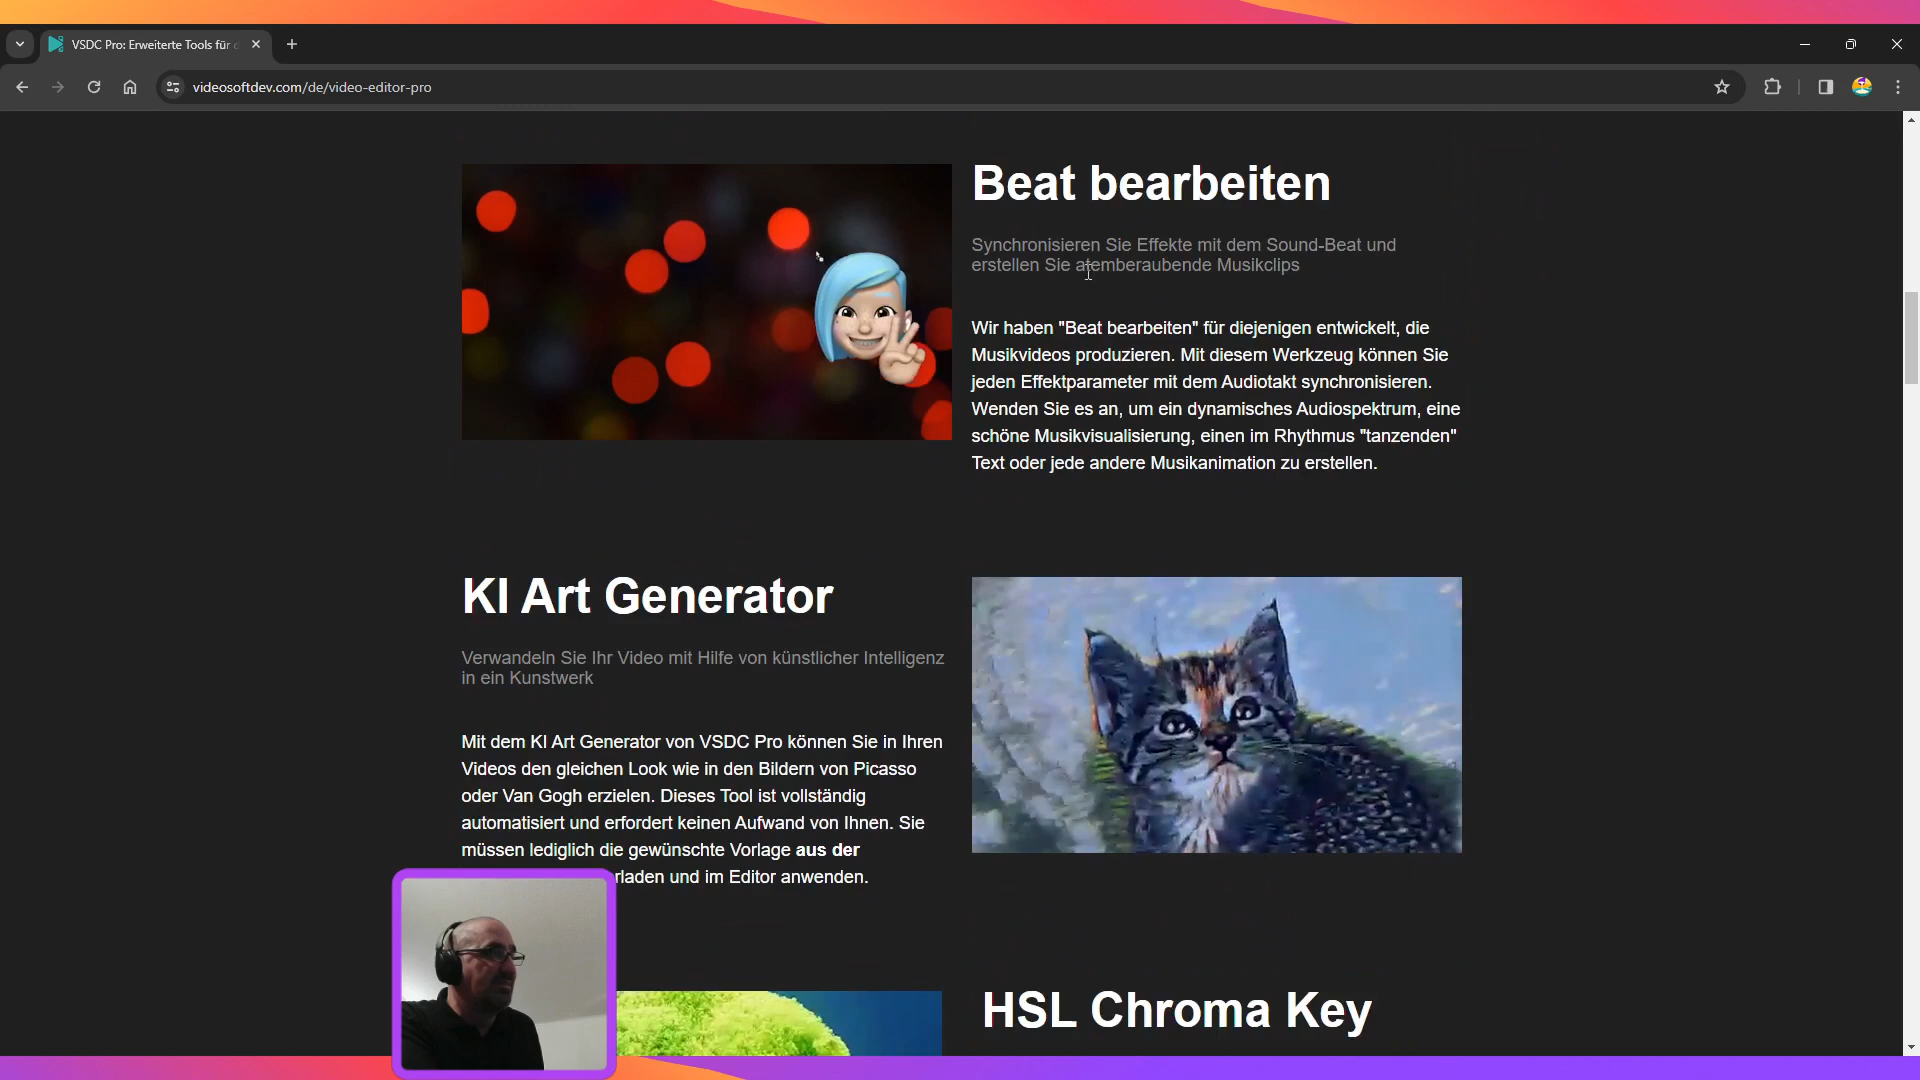 VSDC Pro: Erweiterte Tools für
videosoftdev.com/de/video-editor-pro
Beat bearbeiten
Synchronisieren Sie Effekte mit dem Sound-Beat und
erstellen Sie atemberaubende Musikclips
Wir haben "Beat bearbeiten" für diejenigen entwickelt, die
Musikvideos produzieren. Mit diesem Werkzeug können Sie
jeden Effektparameter mit dem Audiotakt synchronisieren.
Wenden Sie es an, um ein dynamisches Audiospektrum, eine
schöne Musikvisualisierung, einen im Rhythmus "tanzenden"
Text oder jede andere Musikanimation zu erstellen.
KI Art Generator
Verwandeln Sie Ihr Video mit Hilfe von künstlicher Intelligenz
in ein Kunstwerk
Mit dem KI Art Generator von VSDC Pro können Sie in Ihren
Videos den gleichen Look wie in den Bildern von Picasso
oder Van Gogh erzielen. Dieses Tool ist vollständig
automatisiert und erfordert keinen Aufwand von Ihnen. Sie
müssen lediglich die gewünschte Vorlage aus der
rladen und im Editor anwenden.
HSL Chroma Key